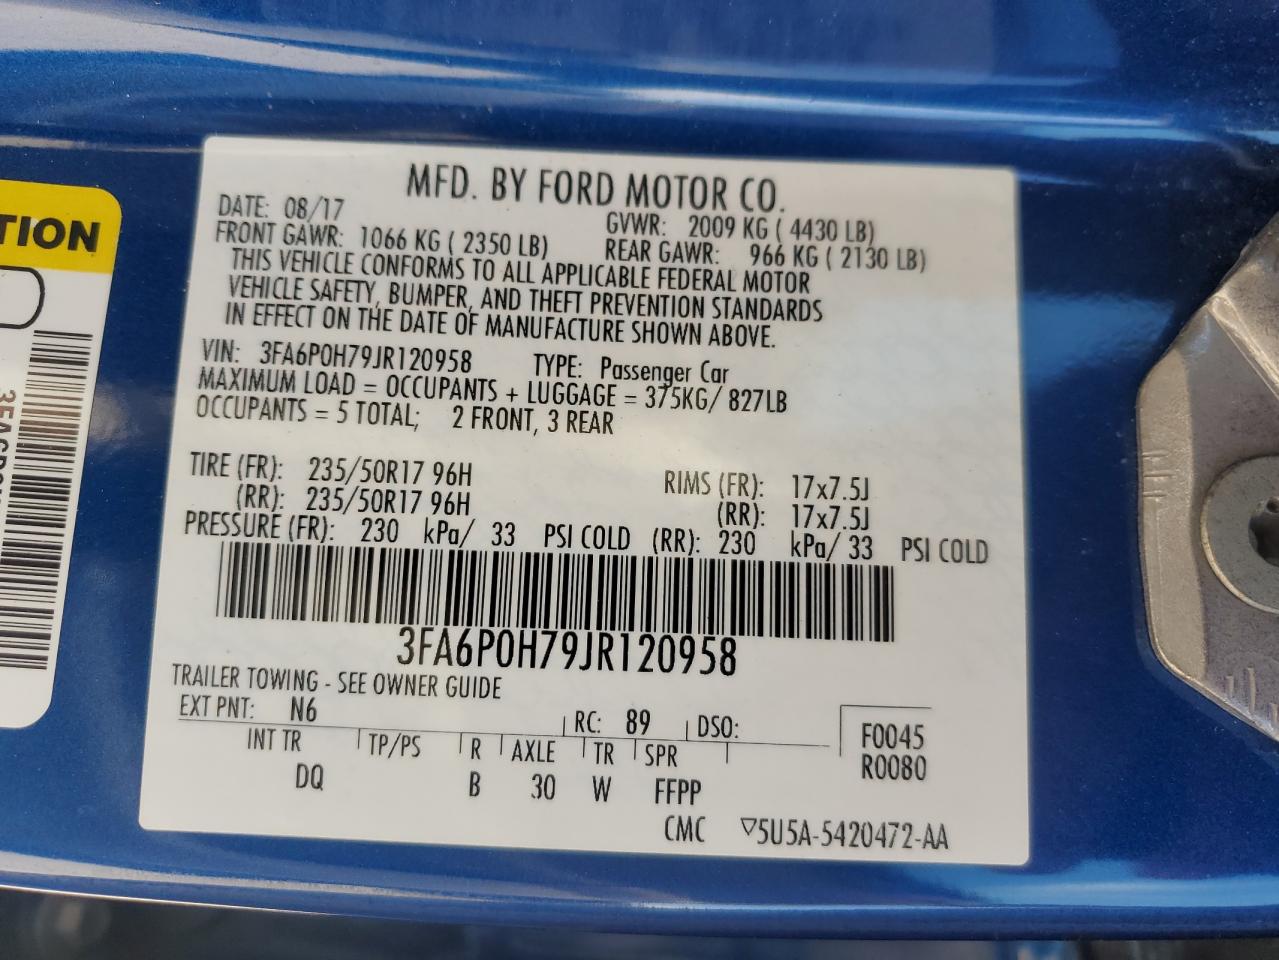 MFD. BY FORD MOTOR CO.
DATE: 08/17 GVWR: 2009 KG ( 4430 LB)
FRONT GAWR: 1066 KG ( 2350 LB) REAR GAWR: 966 KG ( 2130 LB)
THIS VEHICLE CONFORMS TO ALL APPLICABLE FEDERAL MOTOR
VEHICLE SAFETY, BUMPER, AND THEFT PREVENTION STANDARDS
IN EFFECT ON THE DATE OF MANUFACTURE SHOWN ABOVE.
VIN: 3FA6P0H79JR120958 TYPE: Passenger Car
MAXIMUM LOAD = OCCUPANTS + LUGGAGE = 375KG/ 827LB
OCCUPANTS = 5 TOTAL; 2 FRONT, 3 REAR
TIRE (FR): 235/50R17 96H RIMS (FR): 17x7.5J
(RR): 235/50R17 96H (RR): 17x7.5J
PRESSURE (FR): 230 kPa/ 33 PSI COLD (RR): 230 kPa/ 33 PSI COLD
3FA6P0H79JR120958
TRAILER TOWING - SEE OWNER GUIDE
EXT PNT: N6 RC: 89 DSO: F0045
INT TR TP/PS R AXLE TR SPR R0080
DQ B 30 W FFPP
CMC ▽5U5A-5420472-AA
TION